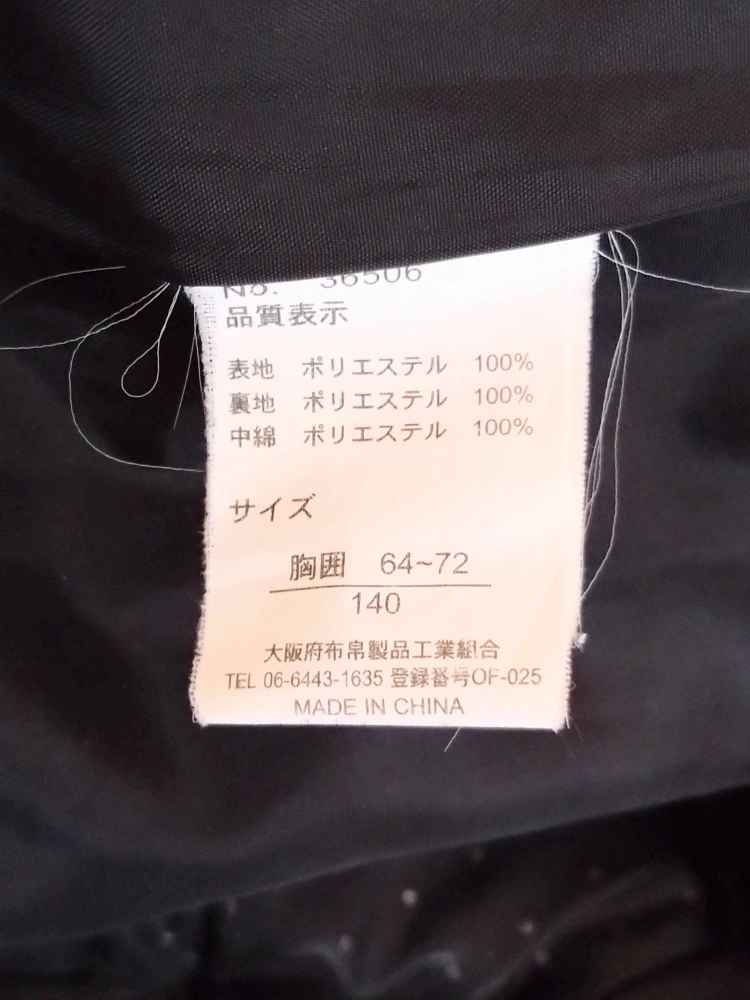 No. 36506
品質表示
表地 ポリエステル 100%
裏地 ポリエステル 100%
中綿 ポリエステル 100%
サイズ
胸囲 64~72
140
大阪府布帛製品工業組合
TEL 06-6443-1635 登録番号OF-025
MADE IN CHINA